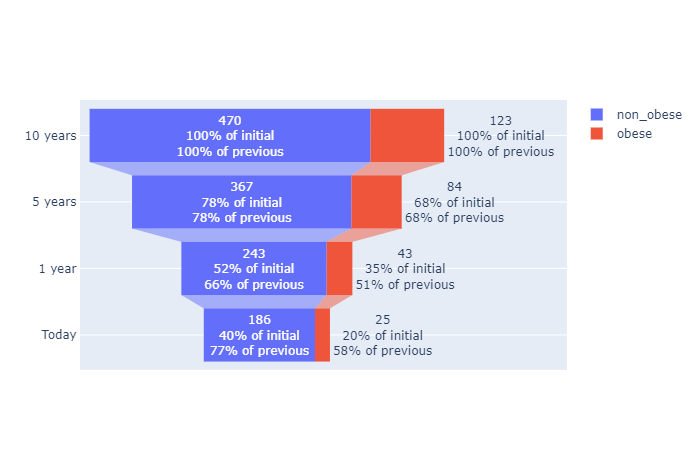 non_obese
obese
10 years
470
100% of initial
100% of previous
123
100% of initial
100% of previous
5 years
367
78% of initial
78% of previous
84
68% of initial
68% of previous
1 year
243
52% of initial
66% of previous
43
35% of initial
51% of previous
Today
186
40% of initial
77% of previous
25
20% of initial
58% of previous